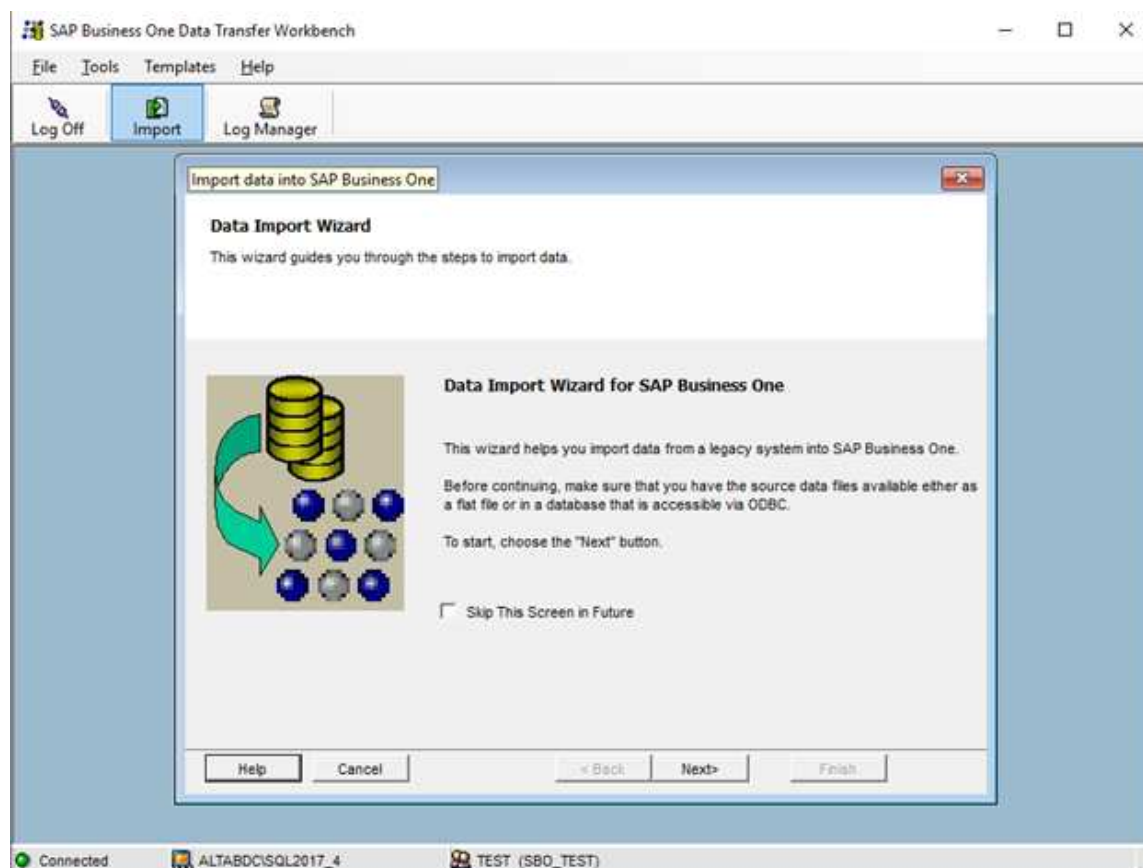 SAP Business One Data Transfer Workbench
File Tools Templates Help
Log Off Import Log Manager
Import data into SAP Business One
Data Import Wizard
This wizard guides you through the steps to import data.
Data Import Wizard for SAP Business One
This wizard helps you import data from a legacy system into SAP Business One.
Before continuing, make sure that you have the source data files available either as
a flat file or in a database that is accessible via ODBC.
To start, choose the "Next" button.
Skip This Screen in Future
Help Cancel < Back Next> Finish
Connected ALTABDC\SQL2017_4 TEST (SBO_TEST)